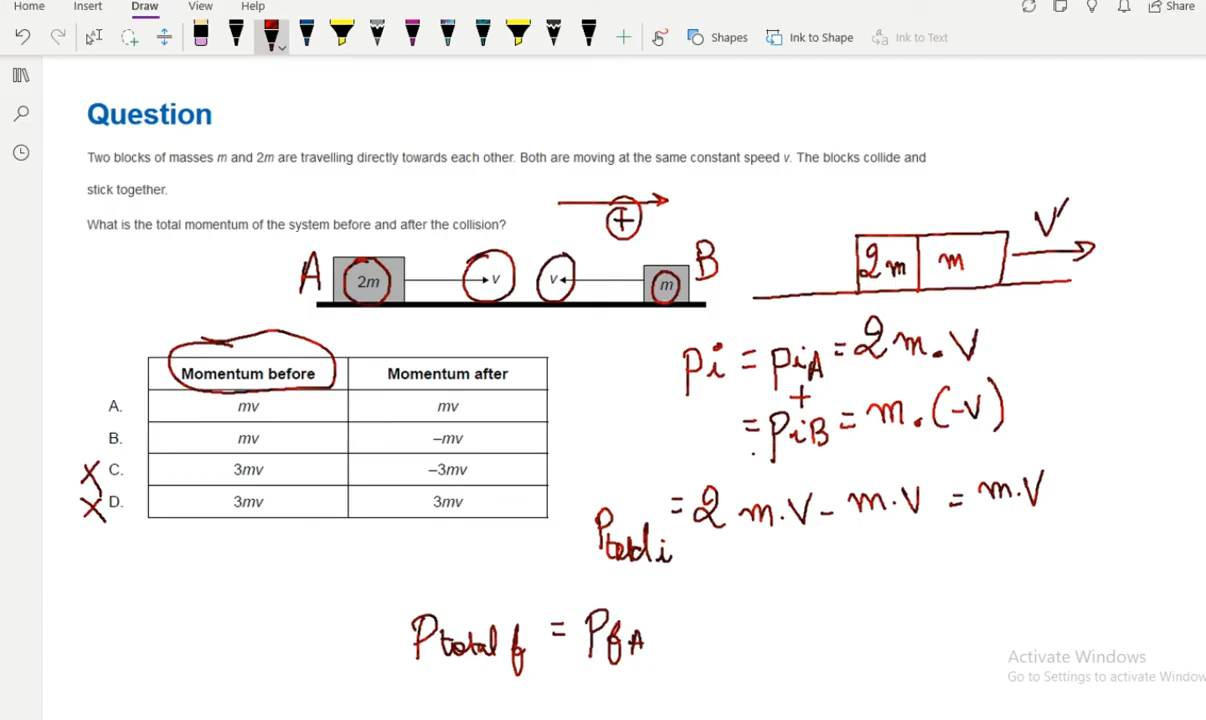 Home Insert Draw View Help Share
Shapes Ink to Shape Ink to Text
Question
Two blocks of masses m and 2m are travelling directly towards each other. Both are moving at the same constant speed v. The blocks collide and
stick together.
What is the total momentum of the system before and after the collision?
+
A 2m v v m B
2m m V'
Momentum before Momentum after
A. mv mv
B. mv –mv
X C. 3mv –3mv
X D. 3mv 3mv
Pi = PiA = 2m.V
+
= PiB = m.(-V)
Ptotal i = 2 m.V - m.V = m.V
Ptotal f = PfA
Activate Windows
Go to Settings to activate Window